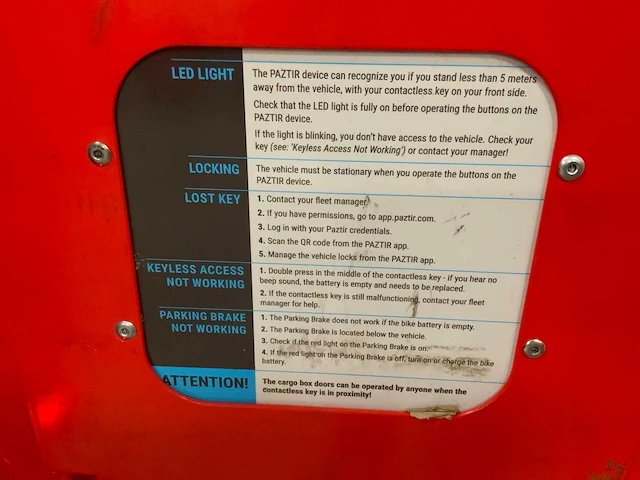 LED LIGHT
The PAZTIR device can recognize you if you stand less than 5 meters
away from the vehicle, with your contactless key on your front side.
Check that the LED light is fully on before operating the buttons on the
PAZTIR device.
If the light is blinking, you don't have access to the vehicle. Check your
key (see: 'Keyless Access Not Working') or contact your manager!
LOCKING
The vehicle must be stationary when you operate the buttons on the
PAZTIR device.
LOST KEY
1. Contact your fleet manager.
2. If you have permissions, go to app.paztir.com.
3. Log in with your Paztir credentials.
4. Scan the QR code from the PAZTIR app.
5. Manage the vehicle locks from the PAZTIR app.
KEYLESS ACCESS
NOT WORKING
1. Double press in the middle of the contactless key - if you hear no
beep sound, the battery is empty and needs to be replaced.
2. If the contactless key is still malfunctioning, contact your fleet
manager for help.
PARKING BRAKE
NOT WORKING
1. The Parking Brake does not work if the bike battery is empty.
2. The Parking Brake is located below the vehicle.
3. Check if the red light on the Parking Brake is on.
4. If the red light on the Parking Brake is off, turn on or charge the bike
battery.
ATTENTION!
The cargo box doors can be operated by anyone when the
contactless key is in proximity!